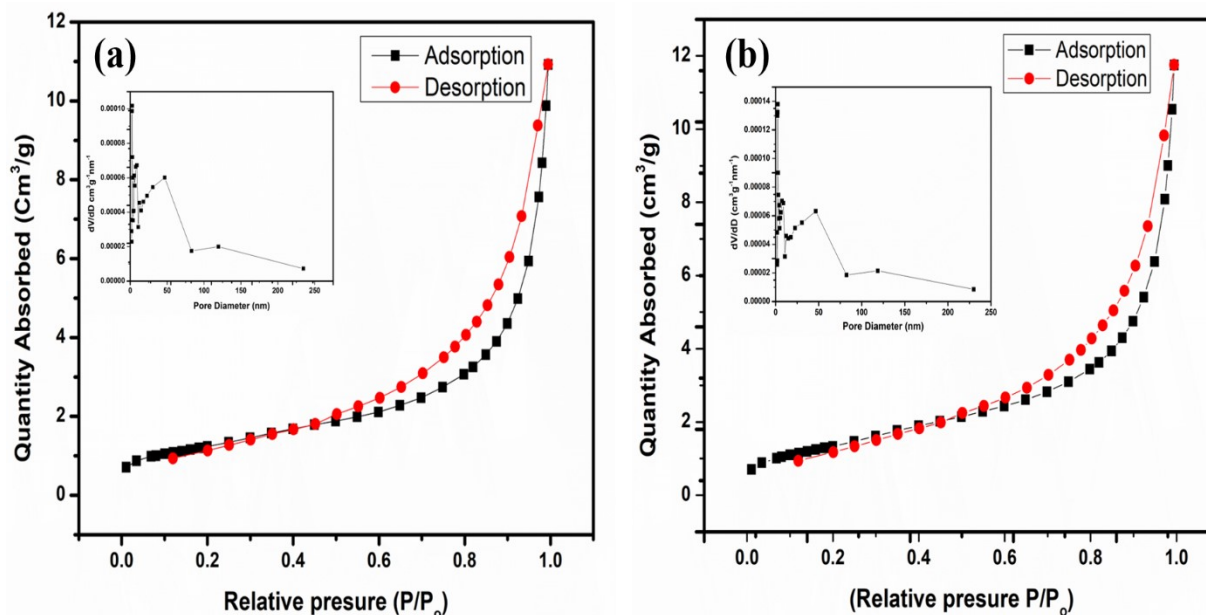 (a)
Adsorption
Desorption
Quantity Absorbed (Cm³/g)
12
10
8
6
4
2
0
0.0 0.2 0.4 0.6 0.8 1.0
Relative presure (P/Pₒ)
dV/dD cm³g⁻¹nm⁻¹
0.00010
0.00008
0.00006
0.00004
0.00002
0.00000
0 50 100 150 200 250
Pore Diameter (nm)
(b)
Adsorption
Desorption
Quantity Absorbed (cm³/g)
12
10
8
6
4
2
0
0.0 0.2 0.4 0.6 0.8 1.0
(Relative presure P/Pₒ)
dV/dD (cm³g⁻¹nm⁻¹)
0.00014
0.00012
0.00010
0.00008
0.00006
0.00004
0.00002
0.00000
0 50 100 150 200 250
Pore Diameter (nm)